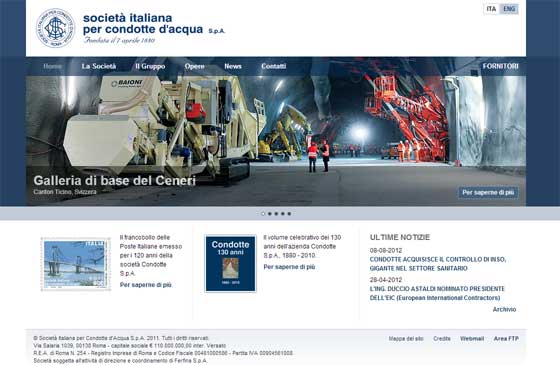 società italiana
per condotte d'acqua S.p.A.
Fondata il 7 aprile 1880
ITA ENG
Home La Società Il Gruppo Opere News Contatti FORNITORI
BAIONI
Galleria di base del Ceneri
Canton Ticino, Svizzera
Per saperne di più
Il francobollo delle
Poste Italiane emesso
per i 120 anni della
società Condotte
S.p.A.
Per saperne di più
ITALIA
Condotte
130 anni
1880 - 2010
Il volume celebrativo dei 130
anni dell'azienda Condotte
S.p.A., 1880 - 2010.
Per saperne di più
ULTIME NOTIZIE
08-08-2012
CONDOTTE ACQUISISCE IL CONTROLLO DI INSO,
GIGANTE NEL SETTORE SANITARIO
28-04-2012
L'ING. DUCCIO ASTALDI NOMINATO PRESIDENTE
DELL'EIC (European International Contractors)
Archivio
© Società Italiana per Condotte d'Acqua S.p.A. 2011. Tutti i diritti riservati.
Via Salaria 1039, 00138 Roma - capitale sociale € 110.000.000,00 inter. Versato
R.E.A. di Roma N. 254 - Registro Imprese di Roma e Codice Fiscale 00481000586 - Partita IVA 00904561008
Società soggetta all'attività di direzione e coordinamento di Ferfina S.p.A.
Mappa del sito Credits Webmail Area FTP